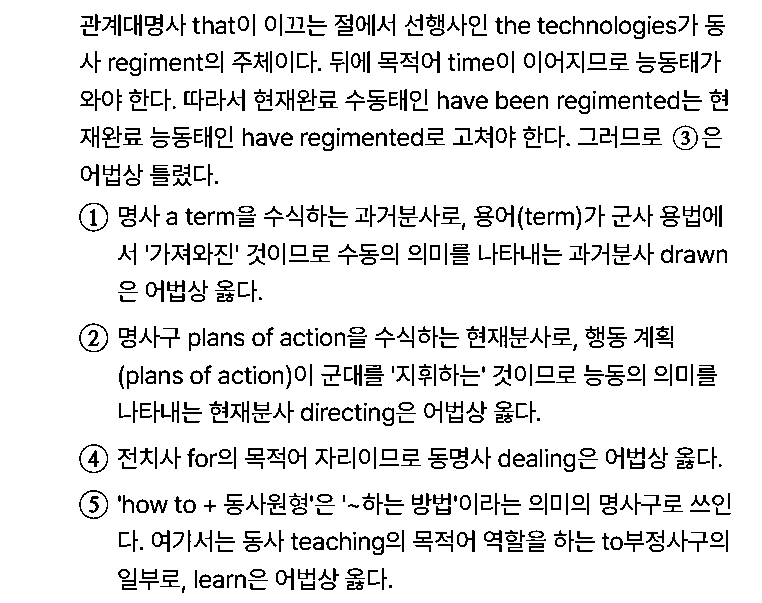 관계대명사 that이 이끄는 절에서 선행사인 the technologies가 동
사 regiment의 주체이다. 뒤에 목적어 time이 이어지므로 능동태가
와야 한다. 따라서 현재완료 수동태인 have been regimented는 현
재완료 능동태인 have regimented로 고쳐야 한다. 그러므로 ③은
어법상 틀렸다.
① 명사 a term을 수식하는 과거분사로, 용어(term)가 군사 용법에
서 '가져와진' 것이므로 수동의 의미를 나타내는 과거분사 drawn
은 어법상 옳다.
② 명사구 plans of action을 수식하는 현재분사로, 행동 계획
(plans of action)이 군대를 '지휘하는' 것이므로 능동의 의미를
나타내는 현재분사 directing은 어법상 옳다.
④ 전치사 for의 목적어 자리이므로 동명사 dealing은 어법상 옳다.
⑤ 'how to + 동사원형'은 '~하는 방법'이라는 의미의 명사구로 쓰인
다. 여기서는 동사 teaching의 목적어 역할을 하는 to부정사구의
일부로, learn은 어법상 옳다.